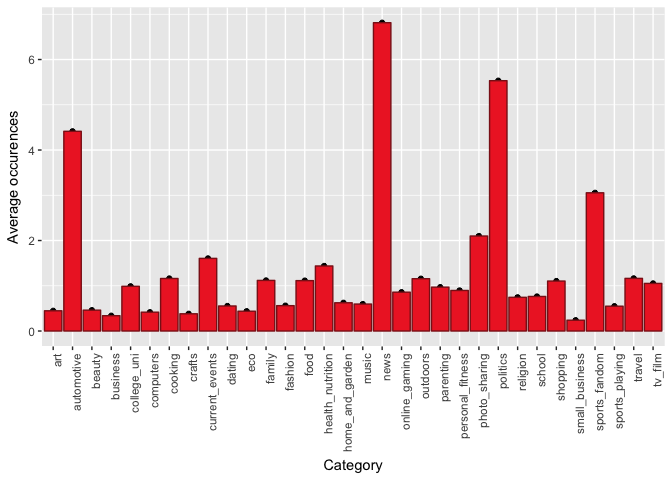 6
4
2
0
Average occurences
art
automotive
beauty
business
college_uni
computers
cooking
crafts
current_events
dating
eco
family
fashion
food
health_nutrition
home_and_garden
music
news
online_gaming
outdoors
parenting
personal_fitness
photo_sharing
politics
religion
school
shopping
small_business
sports_fandom
sports_playing
travel
tv_film
Category